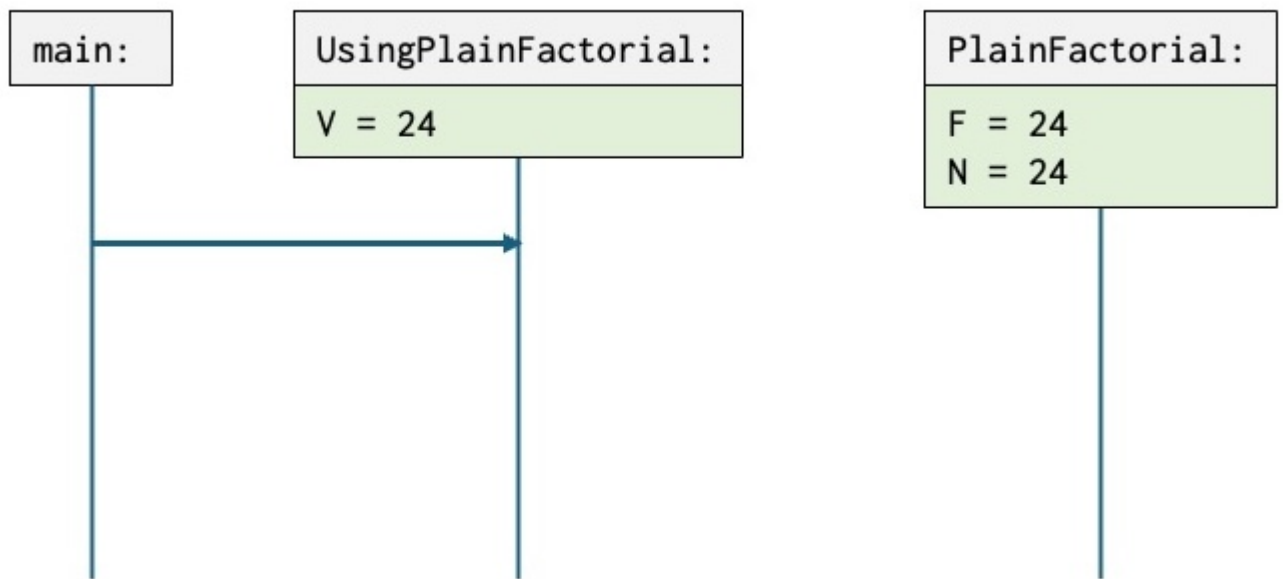 main:
UsingPlainFactorial:
V = 24
PlainFactorial:
F = 24
N = 24